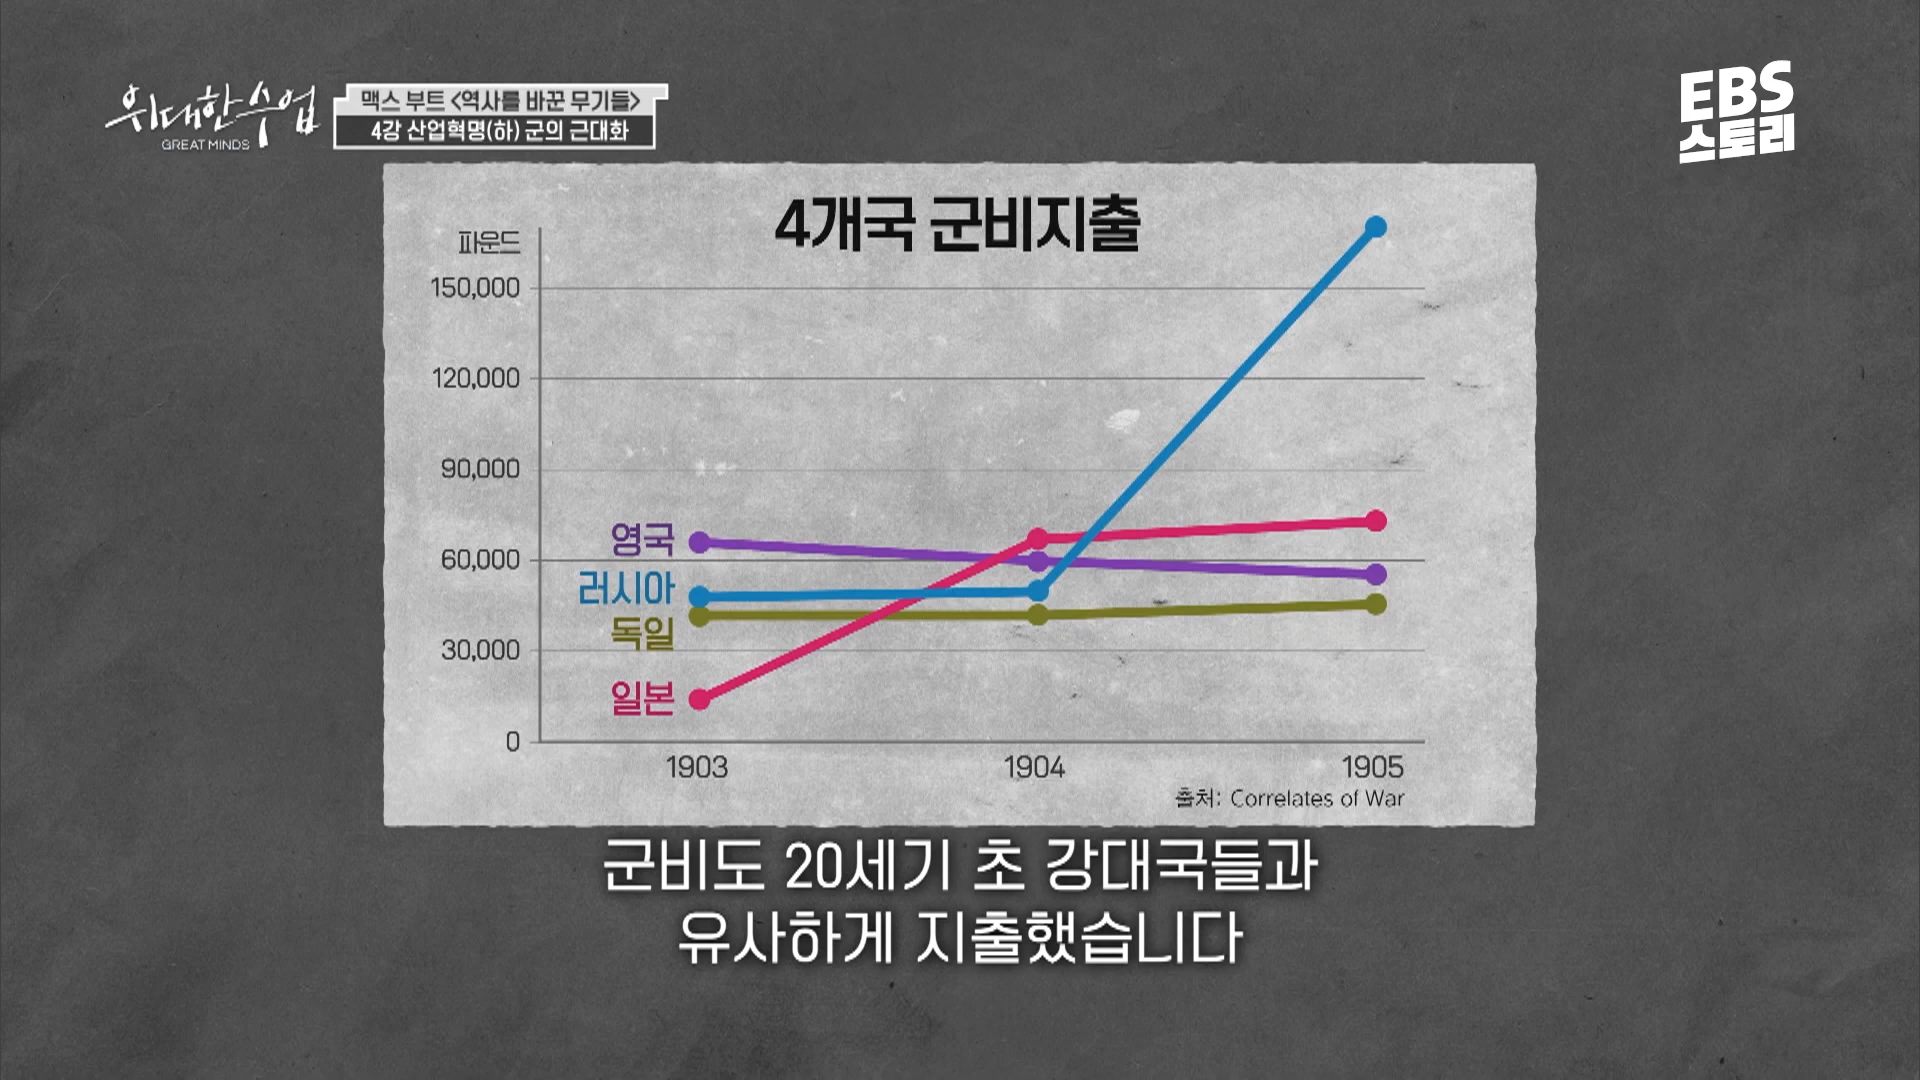 위대한수업
GREAT MINDS
맥스 부트 <역사를 바꾼 무기들>
4강 산업혁명(하) 군의 근대화
EBS
스토리
4개국 군비지출
파운드
150,000
120,000
90,000
60,000
30,000
0
영국
러시아
독일
일본
1903
1904
1905
출처: Correlates of War
군비도 20세기 초 강대국들과
유사하게 지출했습니다